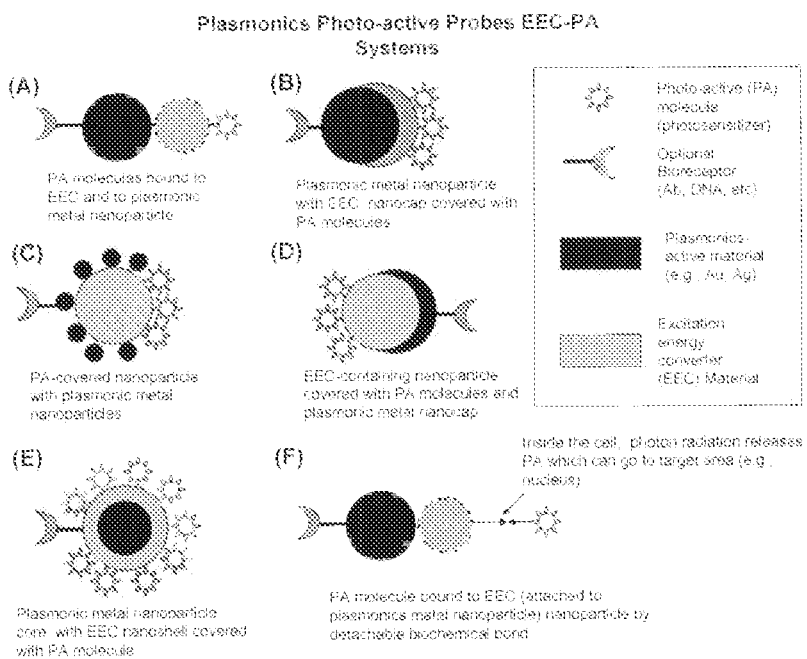 Plasmonics Photo-active Probes EEC-PA
Systems
(A)
PA molecules bound to
EEC and to plasmonic
metal nanoparticle
(B)
Plasmonic metal nanoparticle
with EEC nanocap covered with
PA molecules
(C)
PA-covered nanoparticle
with plasmonic metal
nanoparticles
(D)
EEC-containing nanoparticle
covered with PA molecules and
plasmonic metal nanocap
Photo-active (PA)
molecule
(photosensitizer)
Optional
Bioreceptor
(Ab, DNA, etc)
Plasmonics-
active material
(e.g., Au, Ag)
Excitation
energy
converter
(EEC) Material
(E)
Plasmonic metal nanoparticle
core with EEC nanoshell covered
with PA molecule
(F)
Inside the cell, photon radiation releases
PA which can go to target area (e.g.,
nucleus)
PA molecule bound to EEC (attached to
plasmonics metal nanoparticle) nanoparticle by
detachable biochemical bond